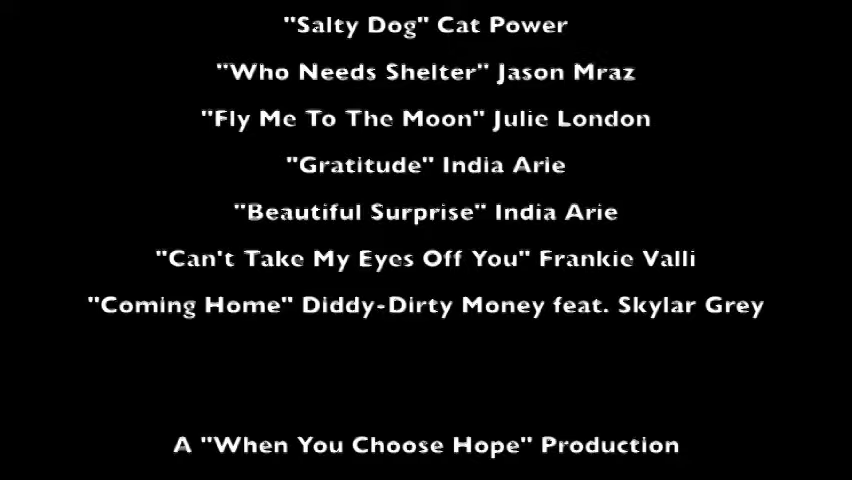 "Salty Dog" Cat Power
"Who Needs Shelter" Jason Mraz
"Fly Me To The Moon" Julie London
"Gratitude" India Arie
"Beautiful Surprise" India Arie
"Can't Take My Eyes Off You" Frankie Valli
"Coming Home" Diddy-Dirty Money feat. Skylar Grey
A "When You Choose Hope" Production